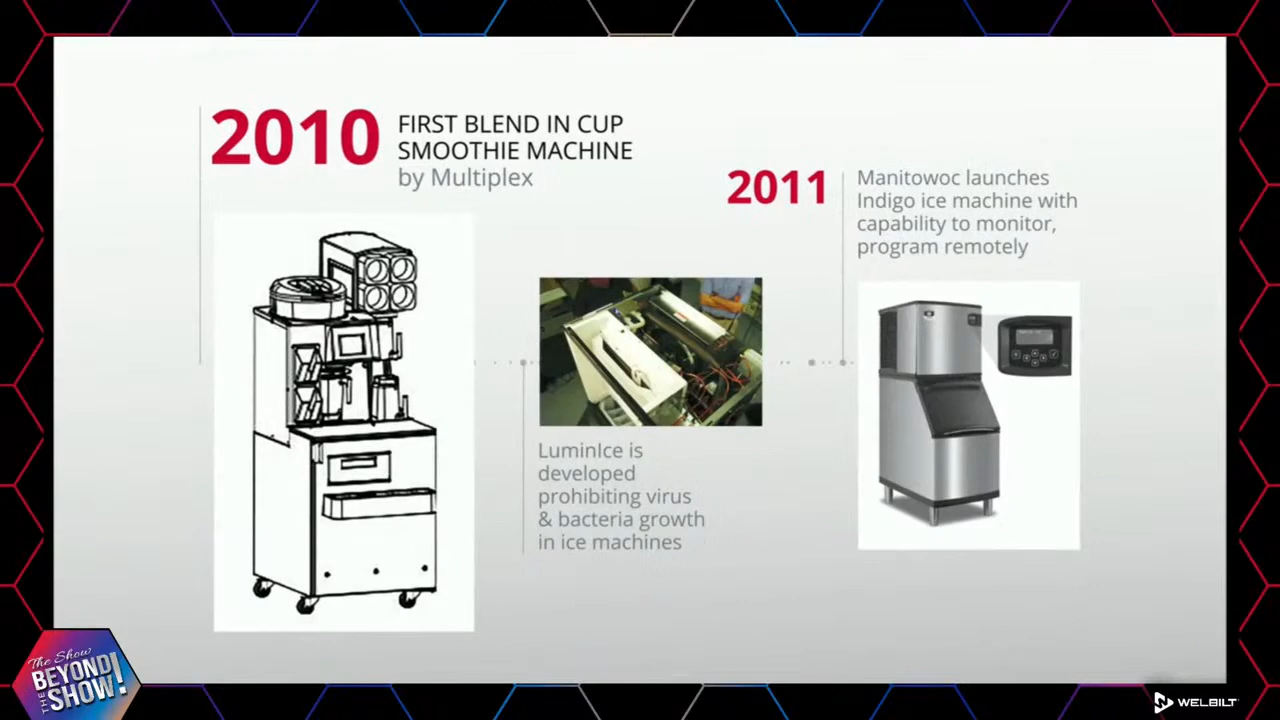 2010
FIRST BLEND IN CUP
SMOOTHIE MACHINE
by Multiplex
2011
Manitowoc launches
Indigo ice machine with
capability to monitor,
program remotely
LuminIce is
developed
prohibiting virus
& bacteria growth
in ice machines
The Show
BEYOND
THE SHOW!
WELBILT